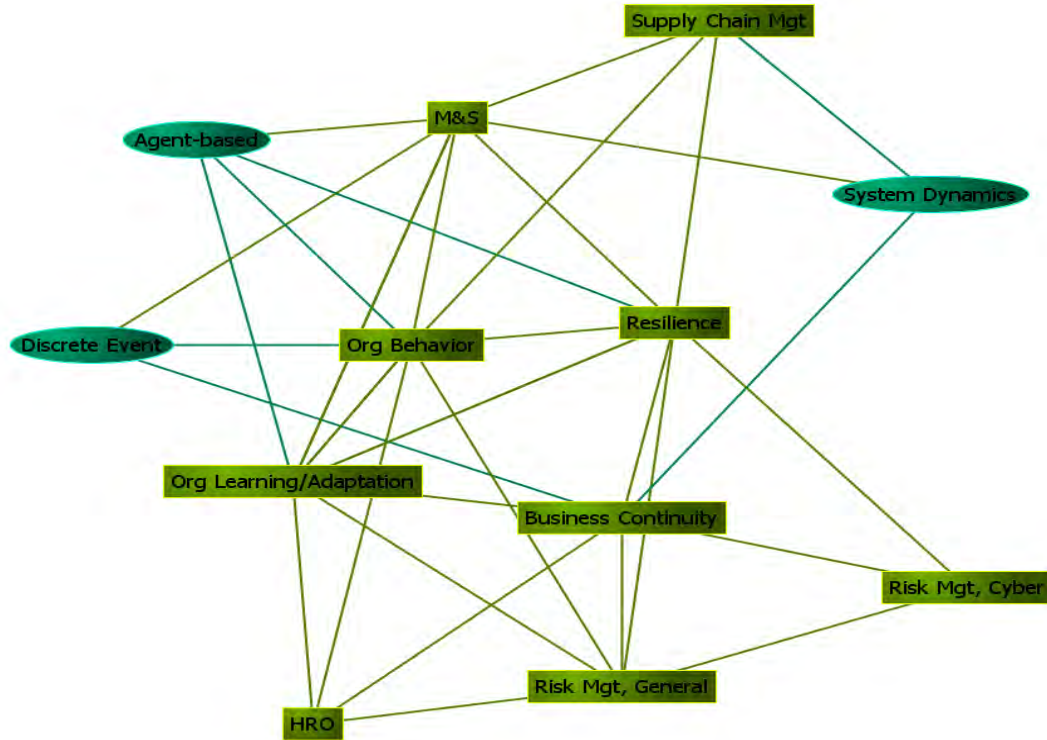 Supply Chain Mgt
M&S
Agent-based
System Dynamics
Resilience
Discrete Event
Org Behavior
Org Learning/Adaptation
Business Continuity
Risk Mgt, Cyber
Risk Mgt, General
HRO